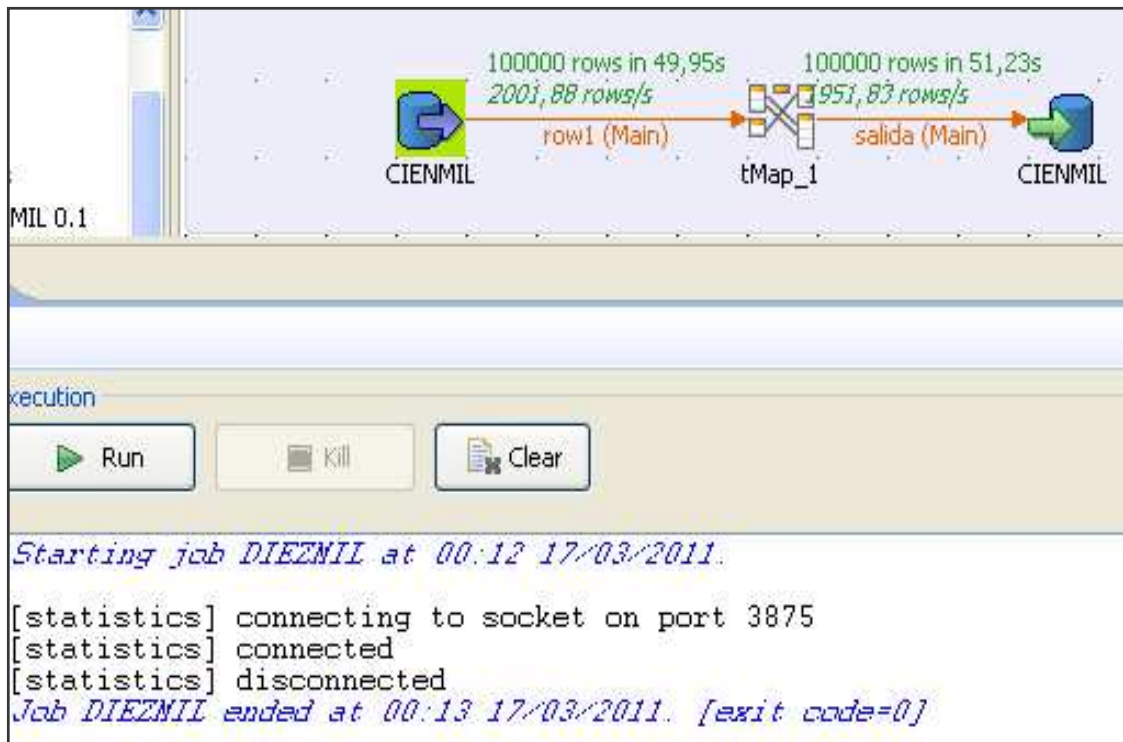 100000 rows in 49,95s
2001,88 rows/s
row1 (Main)
100000 rows in 51,23s
1951,83 rows/s
salida (Main)
CIENMIL
tMap_1
CIENMIL
MIL 0.1
xecution
Run
Kill
Clear
Starting job DIEZMIL at 00:12 17/03/2011.
[statistics] connecting to socket on port 3875
[statistics] connected
[statistics] disconnected
Job DIEZMIL ended at 00:13 17/03/2011. [exit code=0]